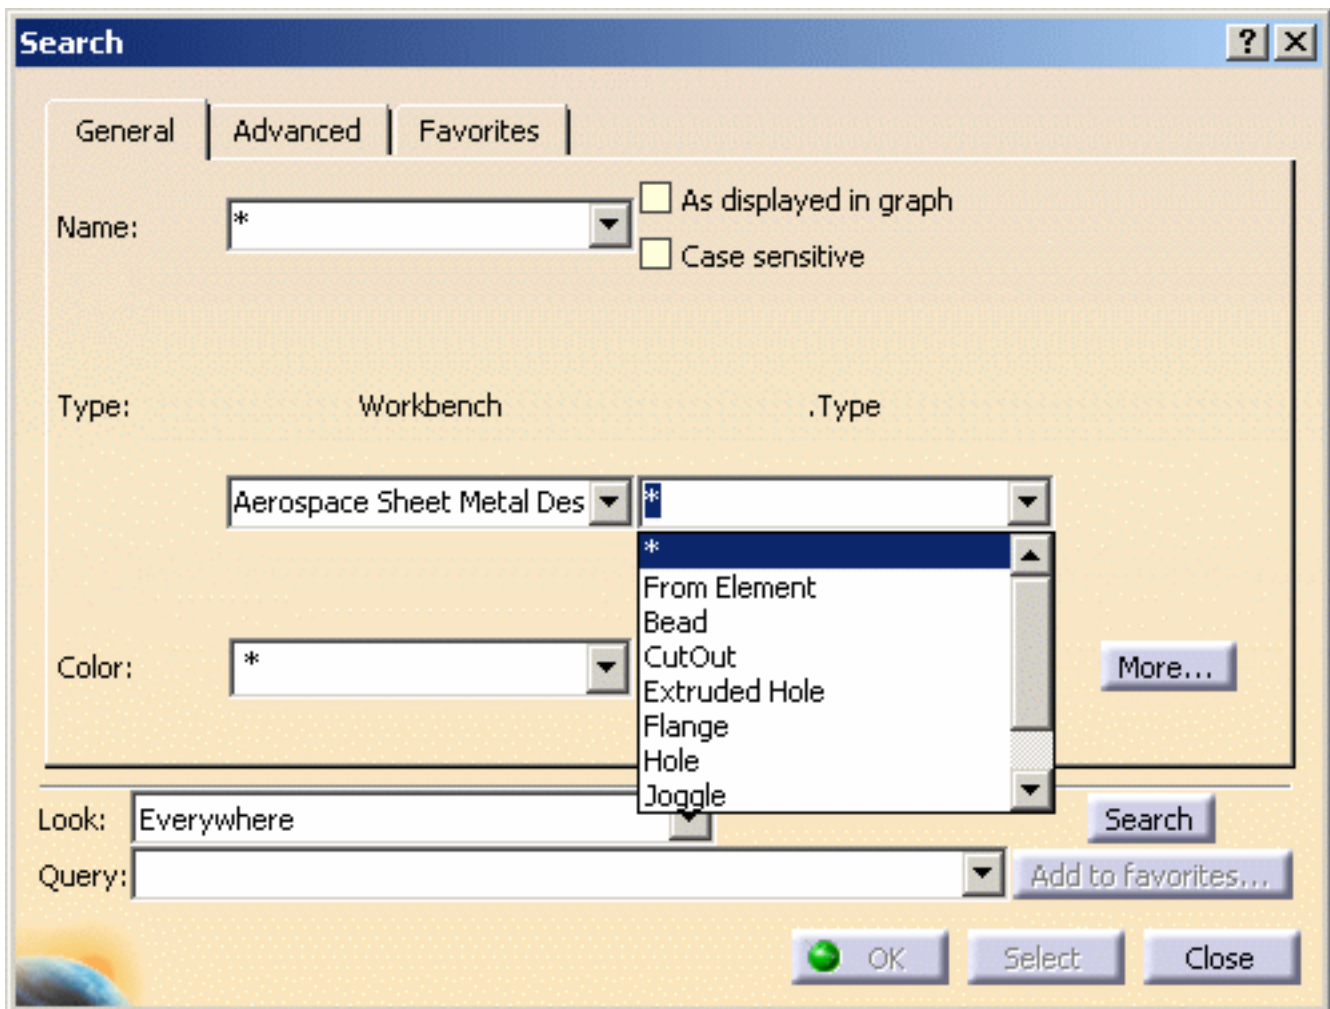 Search
General Advanced Favorites
Name: * As displayed in graph
Case sensitive
Type: Workbench .Type
Aerospace Sheet Metal Des *
*
From Element
Bead
CutOut
Extruded Hole
Color: * More...
Flange
Hole
Joggle
Look: Everywhere Search
Query: Add to favorites...
OK Select Close